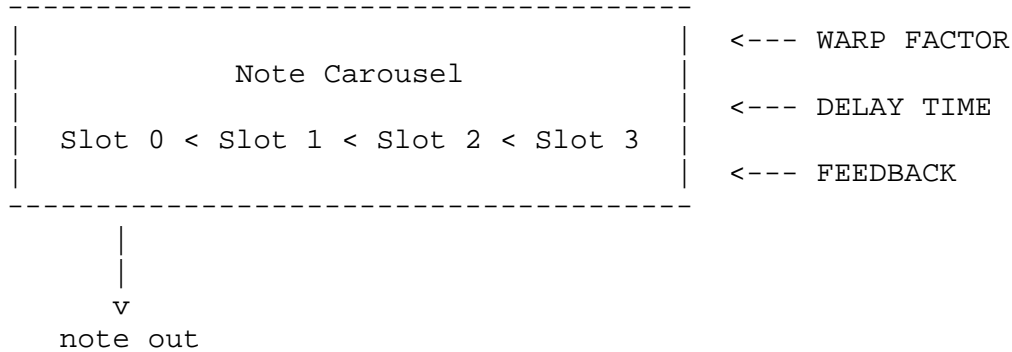 <--- WARP FACTOR
Note Carousel
<--- DELAY TIME
Slot 0 < Slot 1 < Slot 2 < Slot 3
<--- FEEDBACK
v
note out